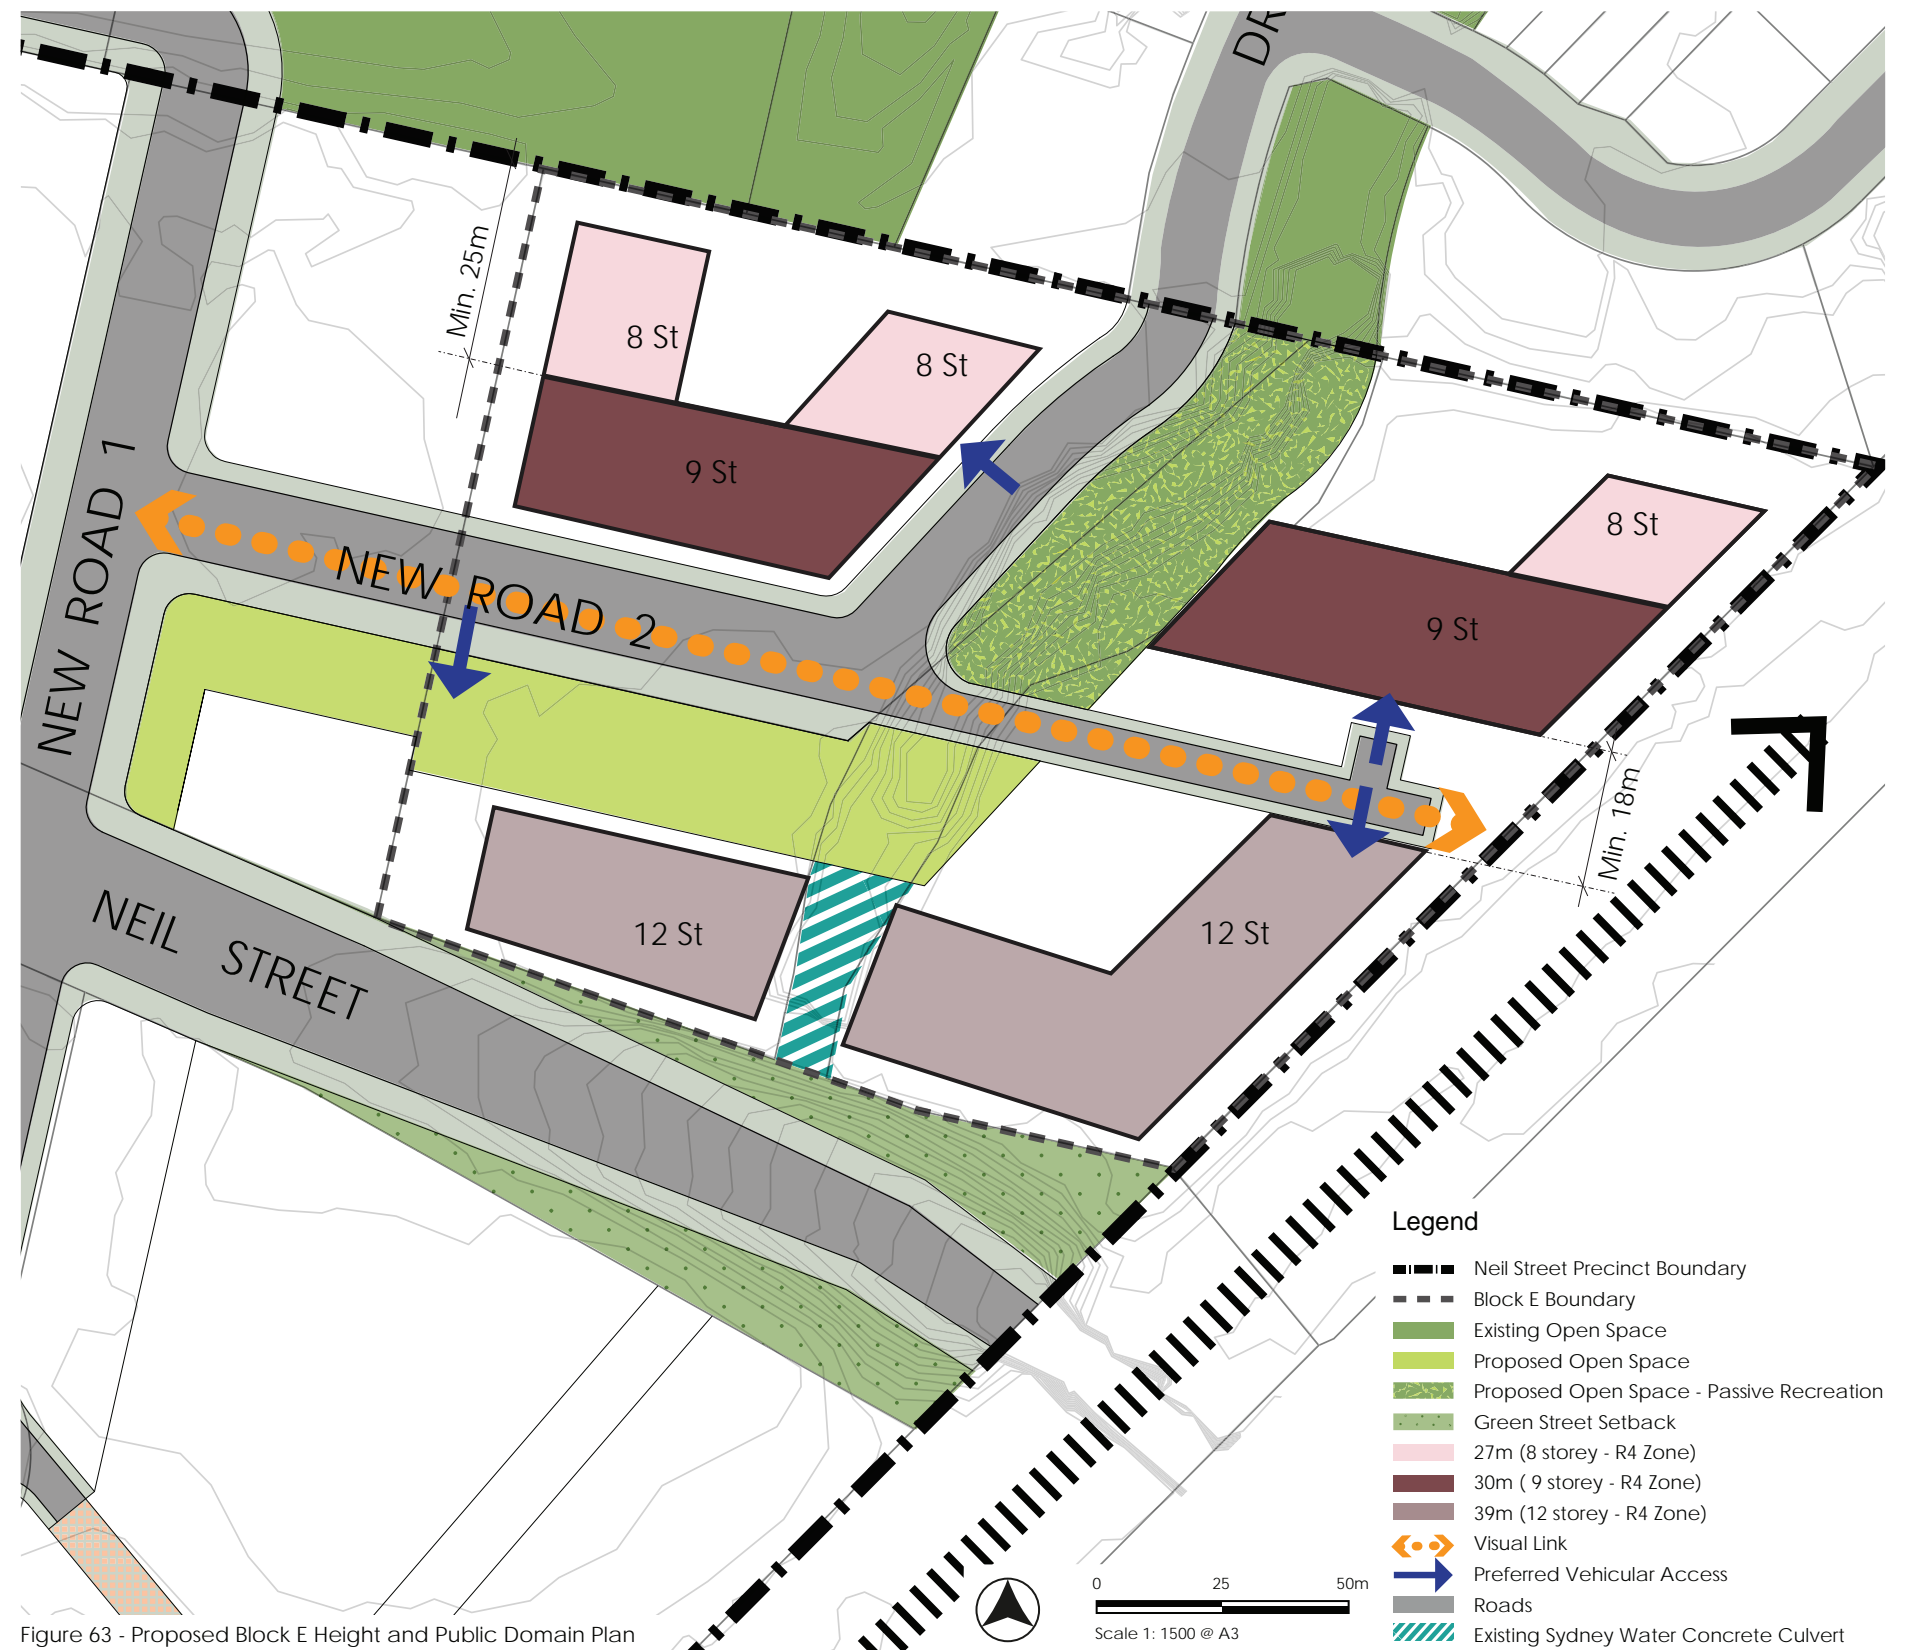 DR
Min. 25m
8 St
8 St
9 St
8 St
9 St
NEW ROAD 1
NEW ROAD 2
Min. 18m
12 St
12 St
NEIL STREET
Legend
Neil Street Precinct Boundary
Block E Boundary
Existing Open Space
Proposed Open Space
Proposed Open Space - Passive Recreation
Green Street Setback
27m (8 storey - R4 Zone)
30m ( 9 storey - R4 Zone)
39m (12 storey - R4 Zone)
Visual Link
Preferred Vehicular Access
Roads
Existing Sydney Water Concrete Culvert
0 25 50m
Scale 1: 1500 @ A3
Figure 63 - Proposed Block E Height and Public Domain Plan